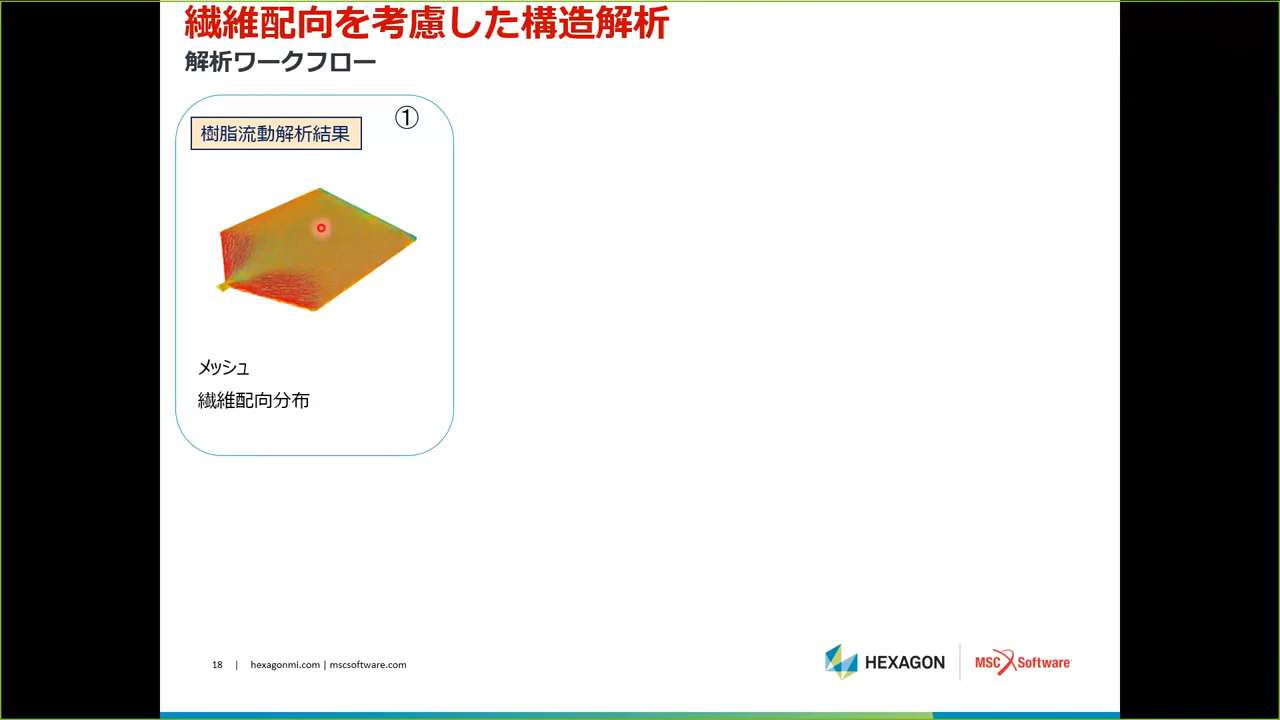 繊維配向を考慮した構造解析
解析ワークフロー
①
樹脂流動解析結果
メッシュ
繊維配向分布
18 | hexagonmi.com | mscsoftware.com
HEXAGON
MSC Software